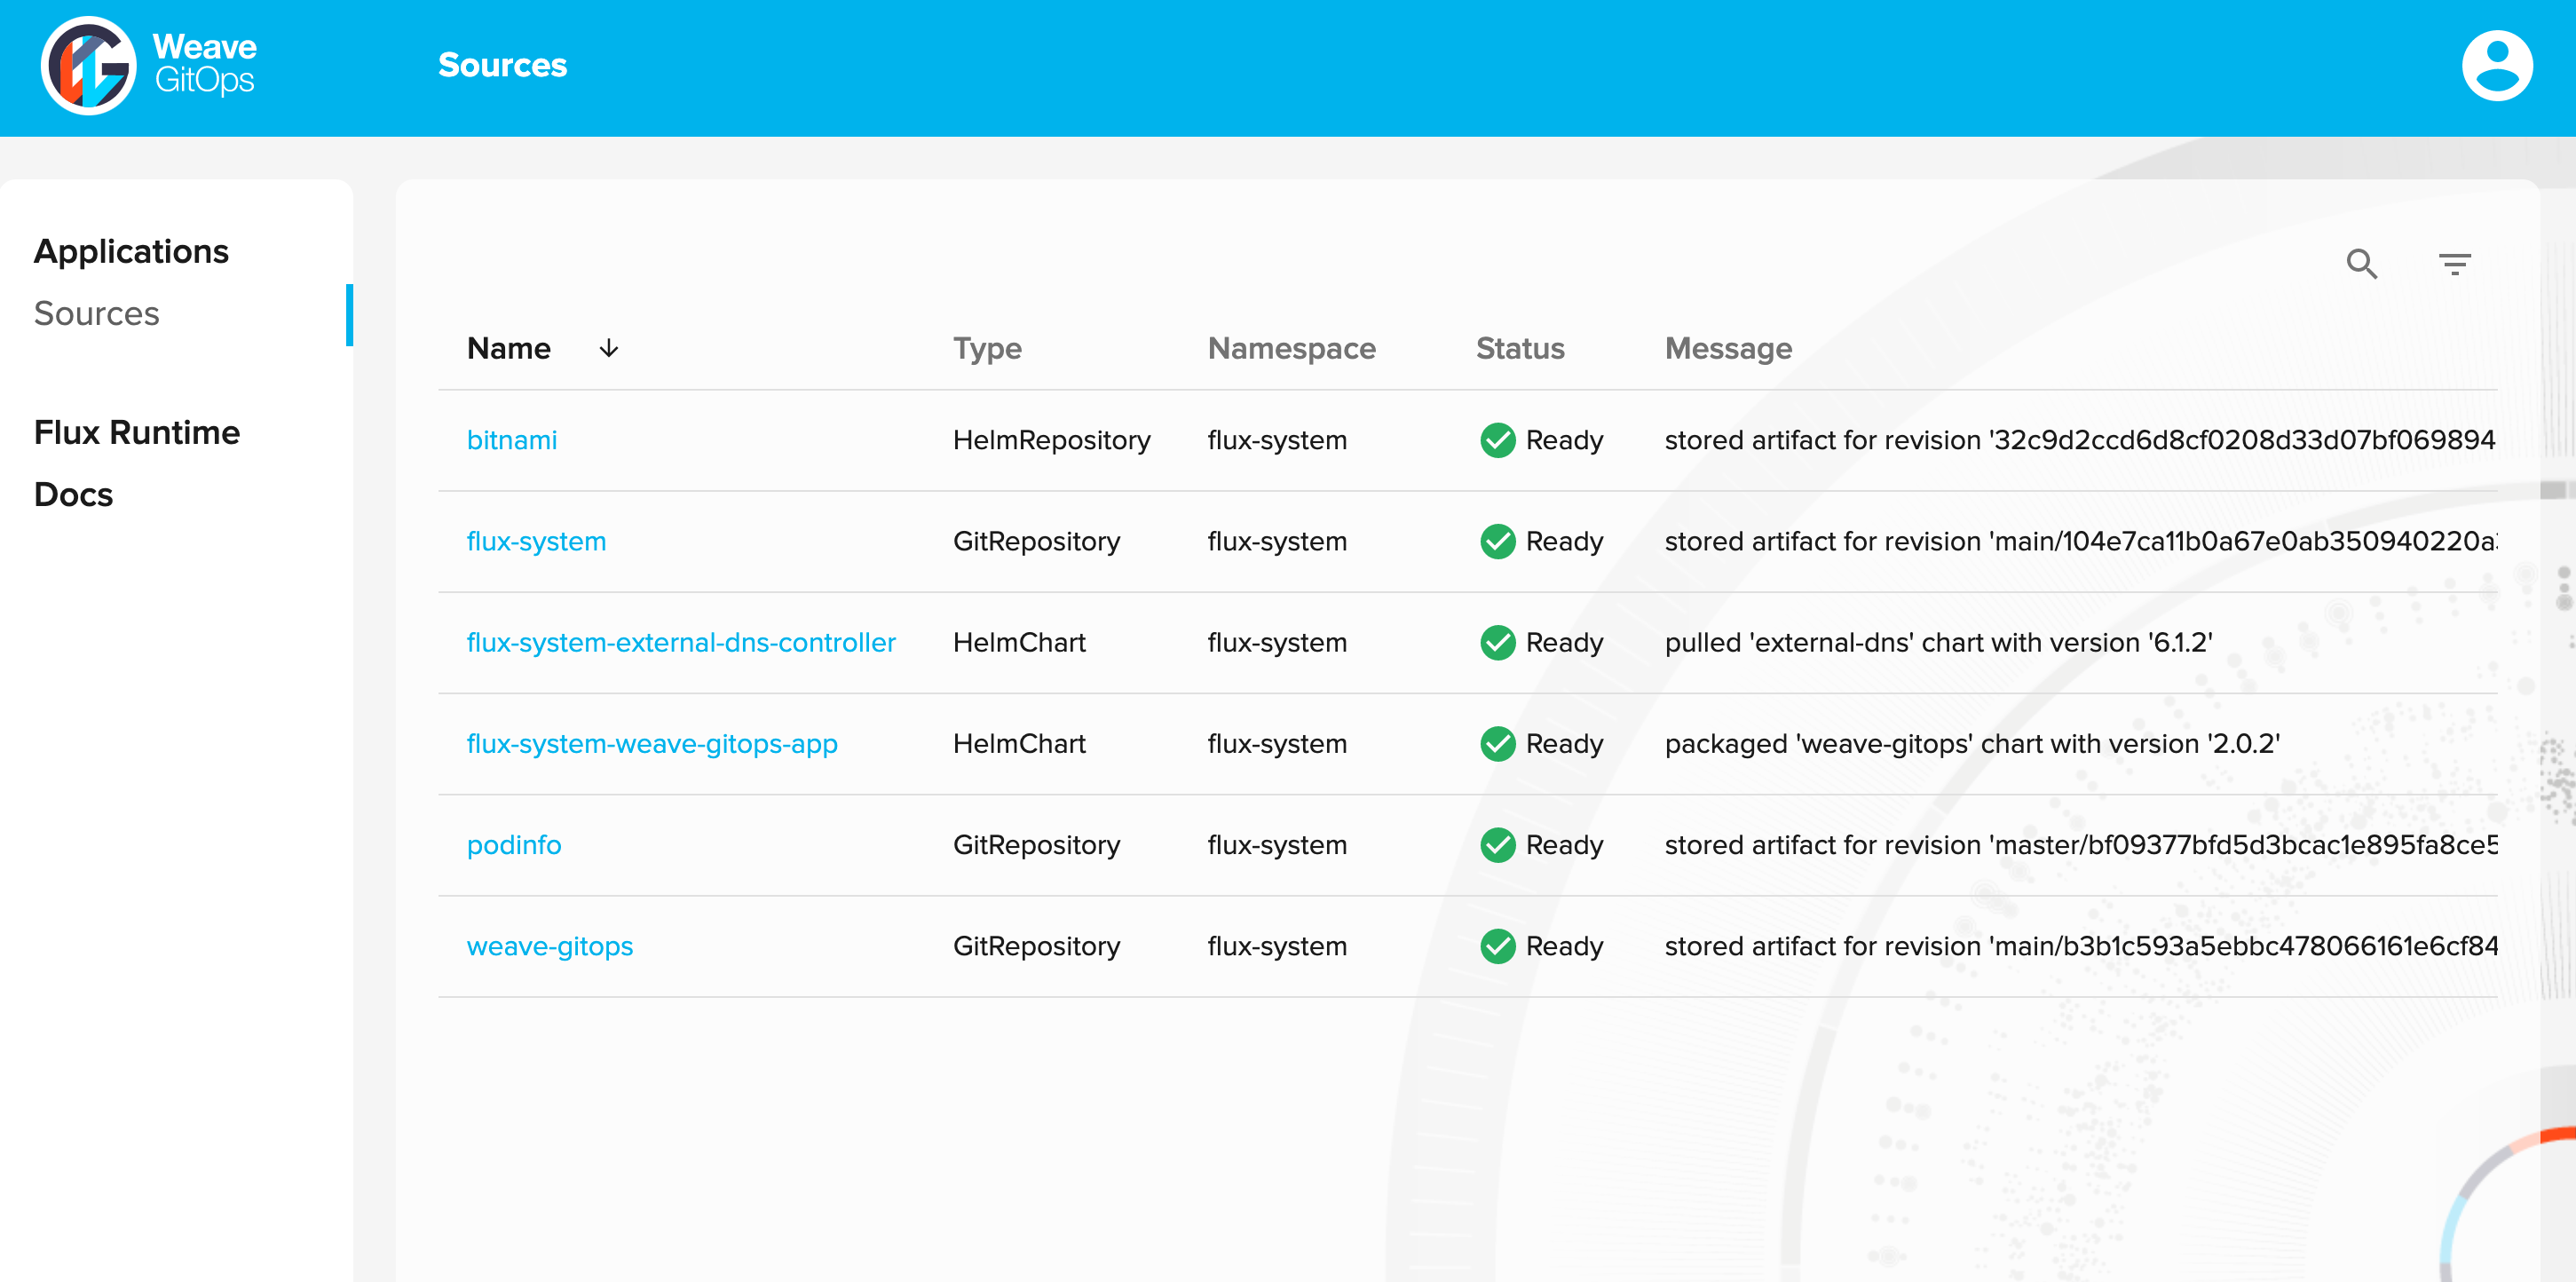 Weave
GitOps
Sources
Applications
Sources
Flux Runtime
Docs
Name Type Namespace Status Message
bitnami HelmRepository flux-system Ready stored artifact for revision '32c9d2ccd6d8cf0208d33d07bf069894
flux-system GitRepository flux-system Ready stored artifact for revision 'main/104e7ca11b0a67e0ab350940220a
flux-system-external-dns-controller HelmChart flux-system Ready pulled 'external-dns' chart with version '6.1.2'
flux-system-weave-gitops-app HelmChart flux-system Ready packaged 'weave-gitops' chart with version '2.0.2'
podinfo GitRepository flux-system Ready stored artifact for revision 'master/bf09377bfd5d3bcac1e895fa8ce5
weave-gitops GitRepository flux-system Ready stored artifact for revision 'main/b3b1c593a5ebbc478066161e6cf84